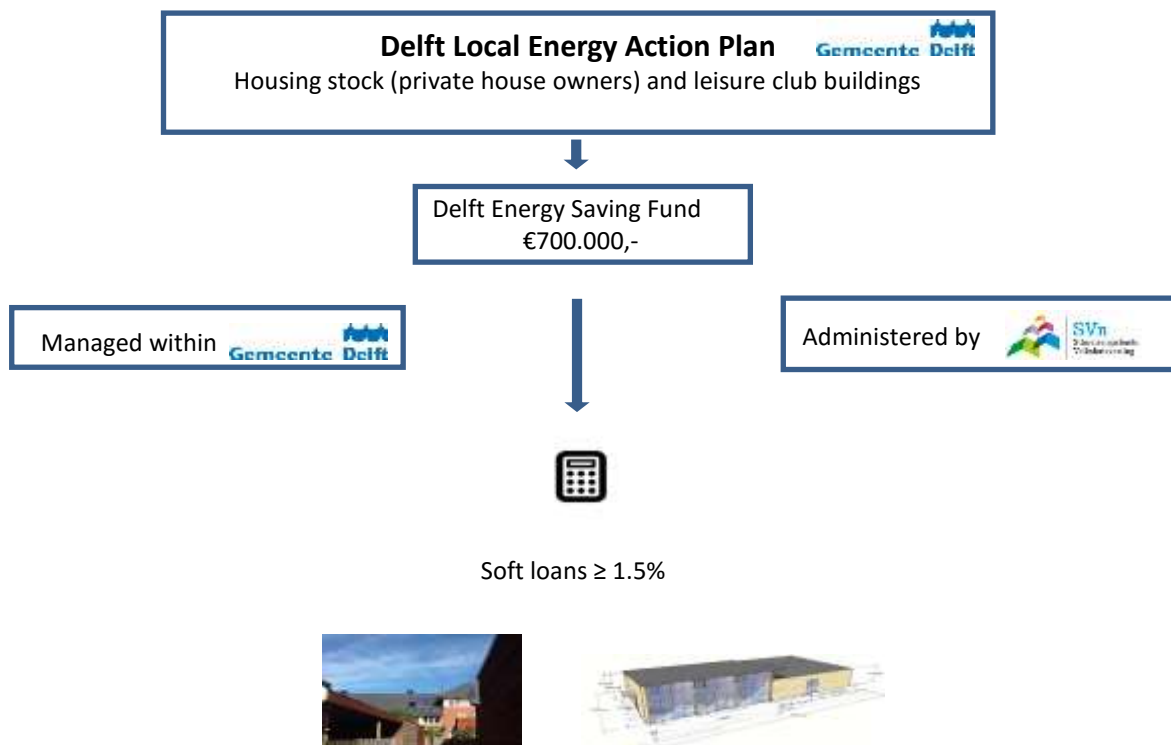 Delft Local Energy Action Plan
Gemeente Delft
Housing stock (private house owners) and leisure club buildings
Delft Energy Saving Fund
€700.000,-
Managed within Gemeente Delft
Administered by SVn
Soft loans ≥ 1.5%